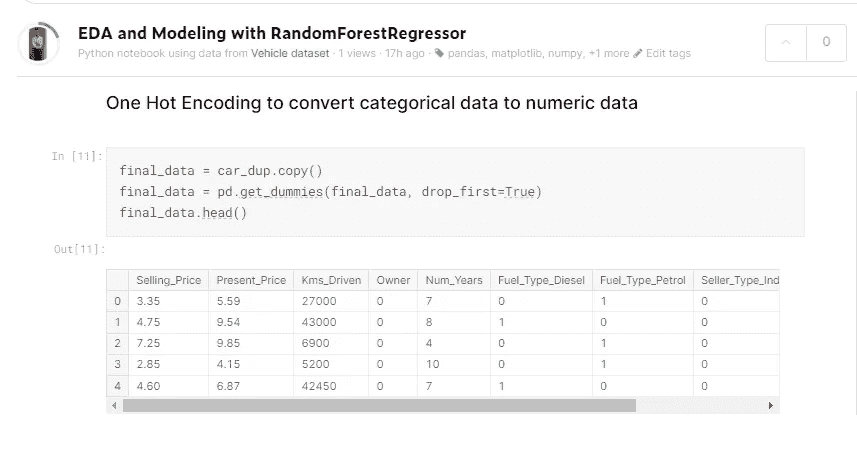 EDA and Modeling with RandomForestRegressor
0
Python notebook using data from Vehicle dataset · 1 views · 17h ago · pandas, matplotlib, numpy, +1 more Edit tags
One Hot Encoding to convert categorical data to numeric data
In [11]:
final_data = car_dup.copy()
final_data = pd.get_dummies(final_data, drop_first=True)
final_data.head()
Out[11]:
Selling_Price Present_Price Kms_Driven Owner Num_Years Fuel_Type_Diesel Fuel_Type_Petrol Seller_Type_Ind
0 3.35 5.59 27000 0 7 0 1 0
1 4.75 9.54 43000 0 8 1 0 0
2 7.25 9.85 6900 0 4 0 1 0
3 2.85 4.15 5200 0 10 0 1 0
4 4.60 6.87 42450 0 7 1 0 0